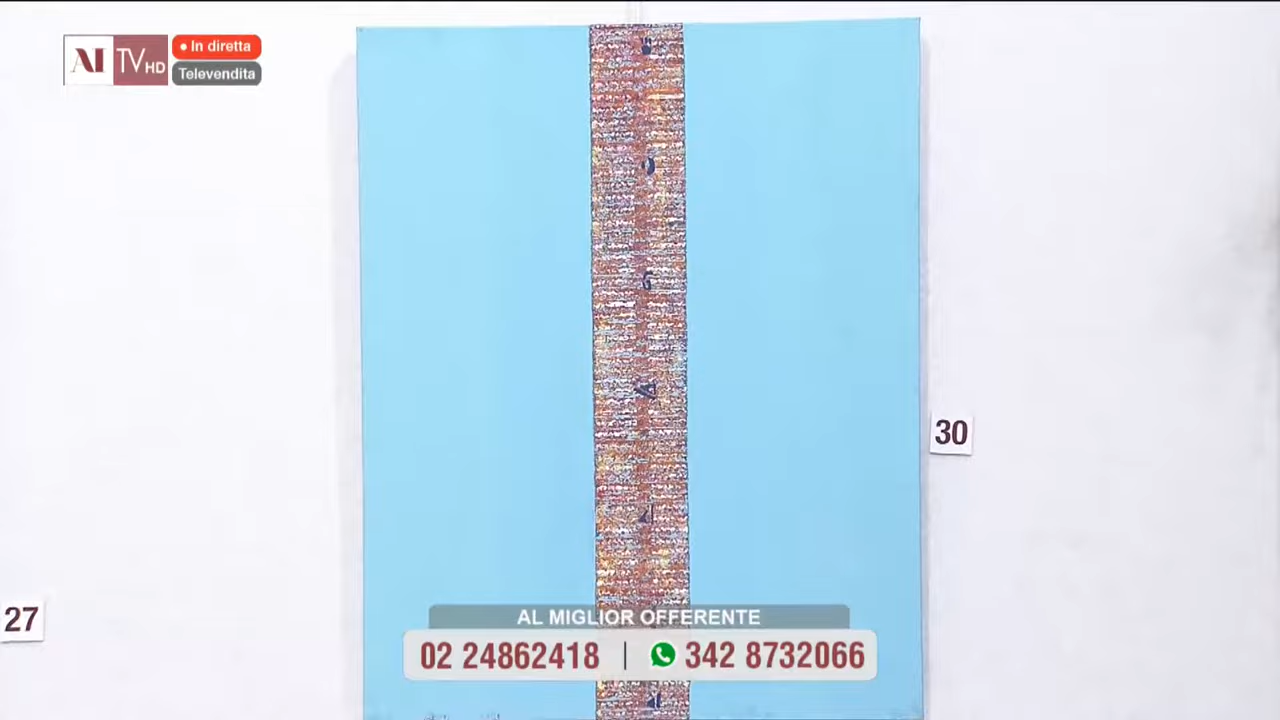 AI TV HD
In diretta
Televendita
30
27
AL MIGLIOR OFFERENTE
02 24862418 | 342 8732066